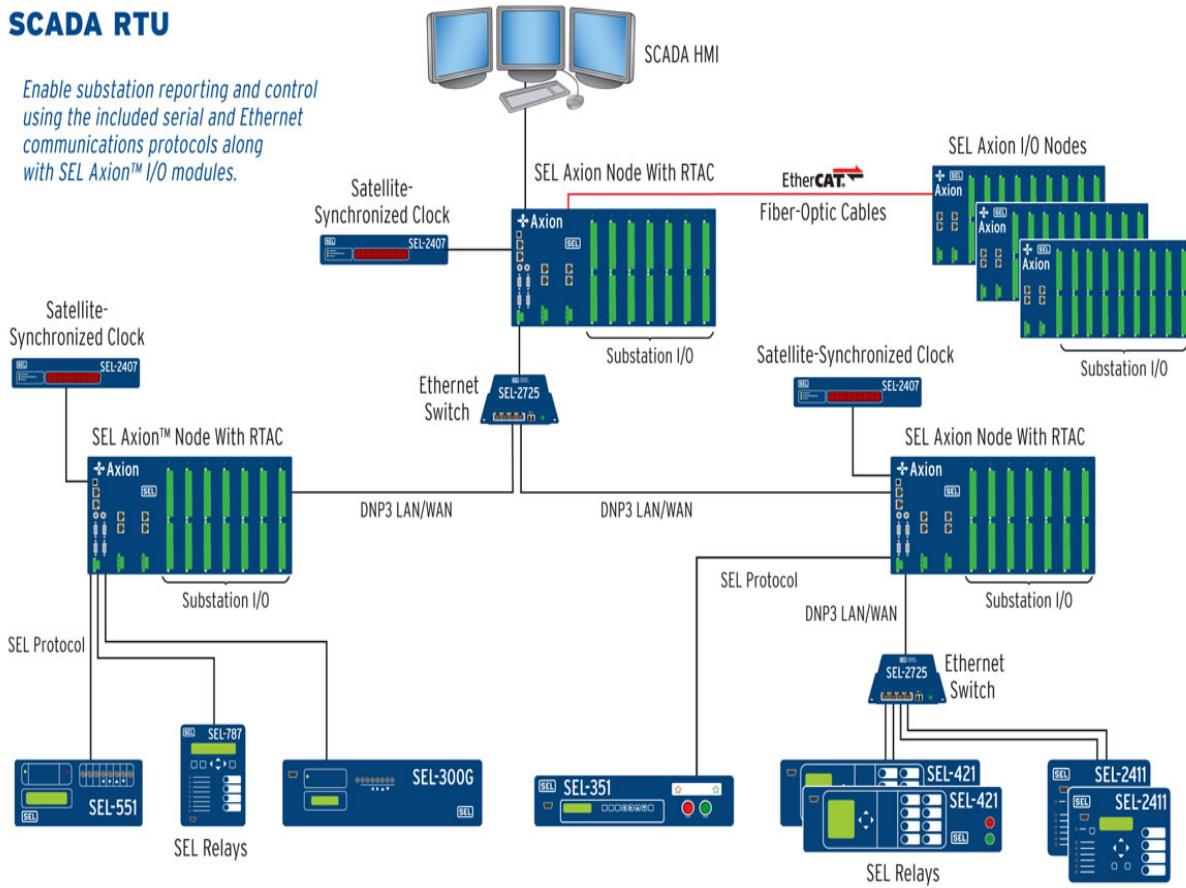 SCADA RTU
Enable substation reporting and control
using the included serial and Ethernet
communications protocols along
with SEL Axion™ I/O modules.
SCADA HMI
SEL Axion Node With RTAC
EtherCAT.
Fiber-Optic Cables
SEL Axion I/O Nodes
Satellite-
Synchronized Clock
SEL
SEL-2407
Axion
SEL
Substation I/O
SEL
Axion
SEL
Axion
SEL
Axion
Substation I/O
Satellite-
Synchronized Clock
SEL
SEL-2407
Ethernet
Switch
SEL-2725
Satellite-Synchronized Clock
SEL
SEL-2407
SEL Axion™ Node With RTAC
Axion
SEL
Substation I/O
DNP3 LAN/WAN
DNP3 LAN/WAN
SEL Axion Node With RTAC
Axion
SEL
Substation I/O
SEL Protocol
SEL Protocol
DNP3 LAN/WAN
SEL-2725
Ethernet
Switch
SEL-551
SEL
SEL
SEL-787
SEL Relays
SEL-300G
SEL
SEL
SEL-351
SEL-421
SEL-421
SEL
SEL Relays
SEL
SEL-2411
SEL
SEL-2411